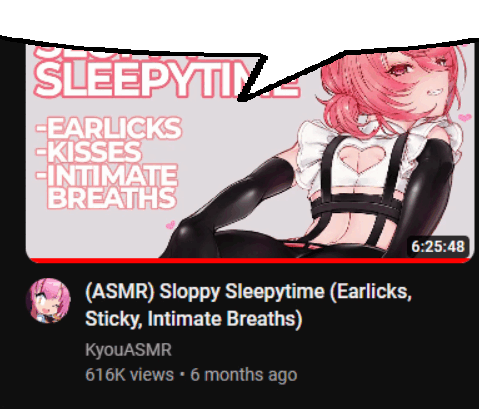 SLEEPYTIME
-EARLICKS
-KISSES
-INTIMATE
BREATHS
6:25:48
(ASMR) Sloppy Sleepytime (Earlicks,
Sticky, Intimate Breaths)
KyouASMR
616K views • 6 months ago